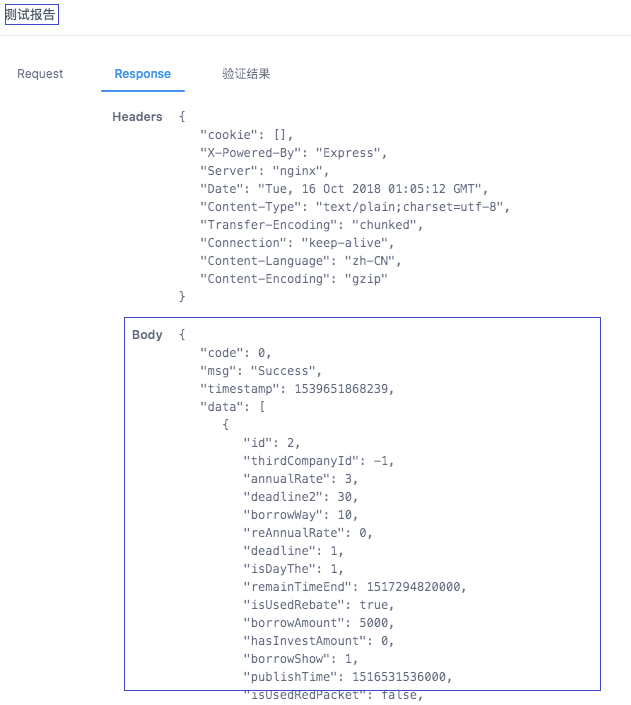 测试报告
Request Response 验证结果
Headers {
"cookie": [],
"X-Powered-By": "Express",
"Server": "nginx",
"Date": "Tue, 16 Oct 2018 01:05:12 GMT",
"Content-Type": "text/plain;charset=utf-8",
"Transfer-Encoding": "chunked",
"Connection": "keep-alive",
"Content-Language": "zh-CN",
"Content-Encoding": "gzip"
}
Body {
"code": 0,
"msg": "Success",
"timestamp": 1539651868239,
"data": [
{
"id": 2,
"thirdCompanyId": -1,
"annualRate": 3,
"deadline2": 30,
"borrowWay": 10,
"reAnnualRate": 0,
"deadline": 1,
"isDayThe": 1,
"remainTimeEnd": 1517294820000,
"isUsedRebate": true,
"borrowAmount": 5000,
"hasInvestAmount": 0,
"borrowShow": 1,
"publishTime": 1516531536000,
"isUsedRedPacket": false,